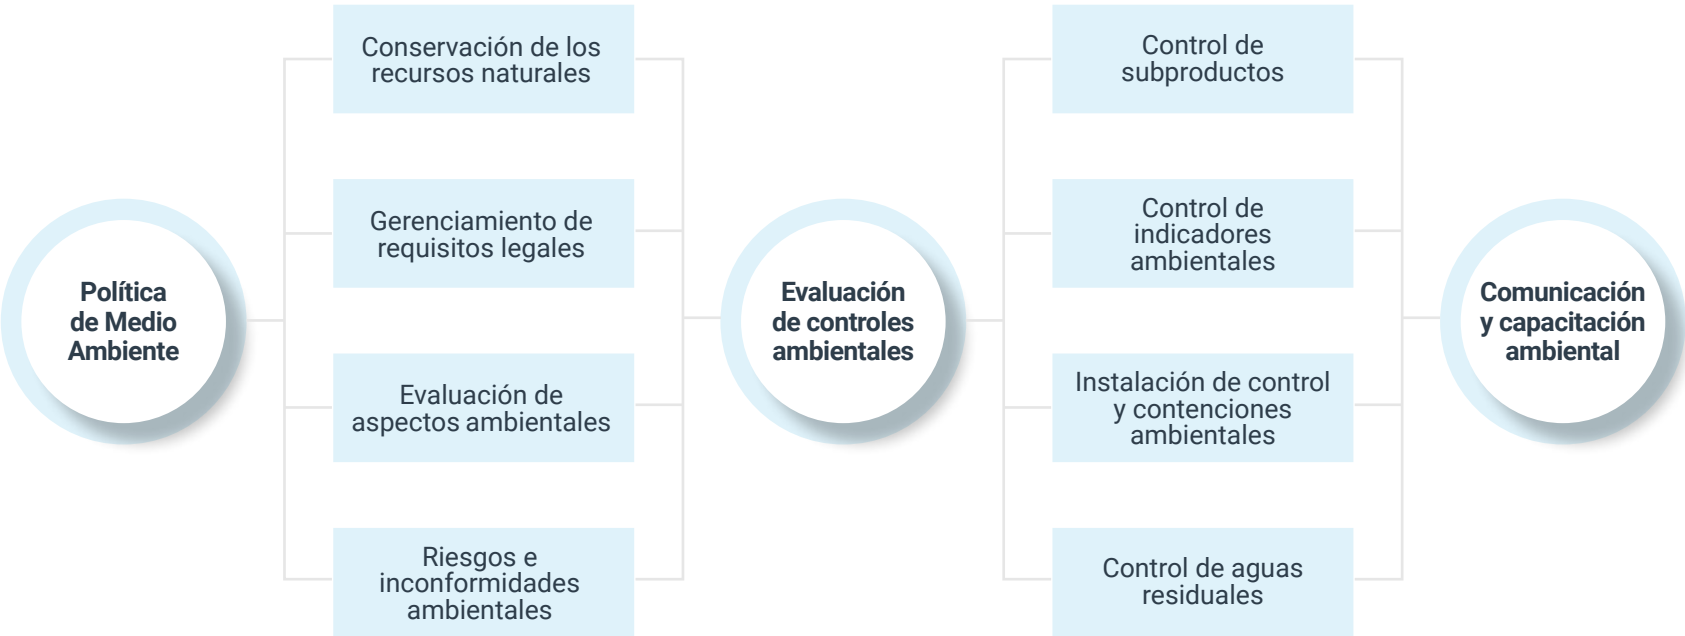 Política
de Medio
Ambiente
Conservación de los
recursos naturales
Gerenciamiento de
requisitos legales
Evaluación de
aspectos ambientales
Riesgos e
inconformidades
ambientales
Evaluación
de controles
ambientales
Control de
subproductos
Control de
indicadores
ambientales
Instalación de control
y contenciones
ambientales
Control de aguas
residuales
Comunicación
y capacitación
ambiental